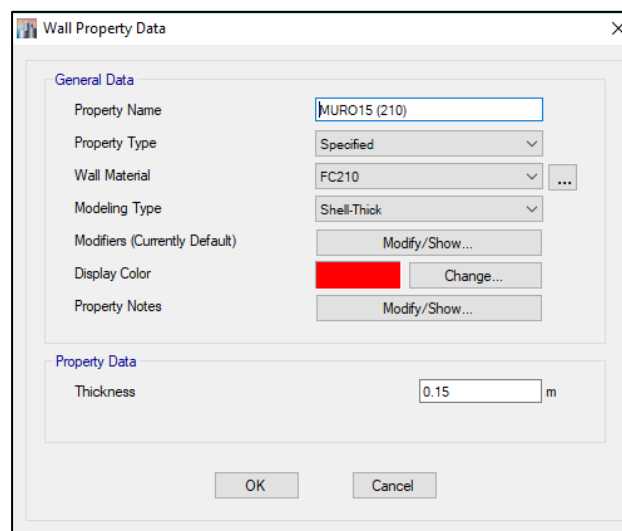 Wall Property Data
General Data
Property Name MURO15 (210)
Property Type Specified
Wall Material FC210 ...
Modeling Type Shell-Thick
Modifiers (Currently Default) Modify/Show...
Display Color Change...
Property Notes Modify/Show...
Property Data
Thickness 0.15 m
OK Cancel